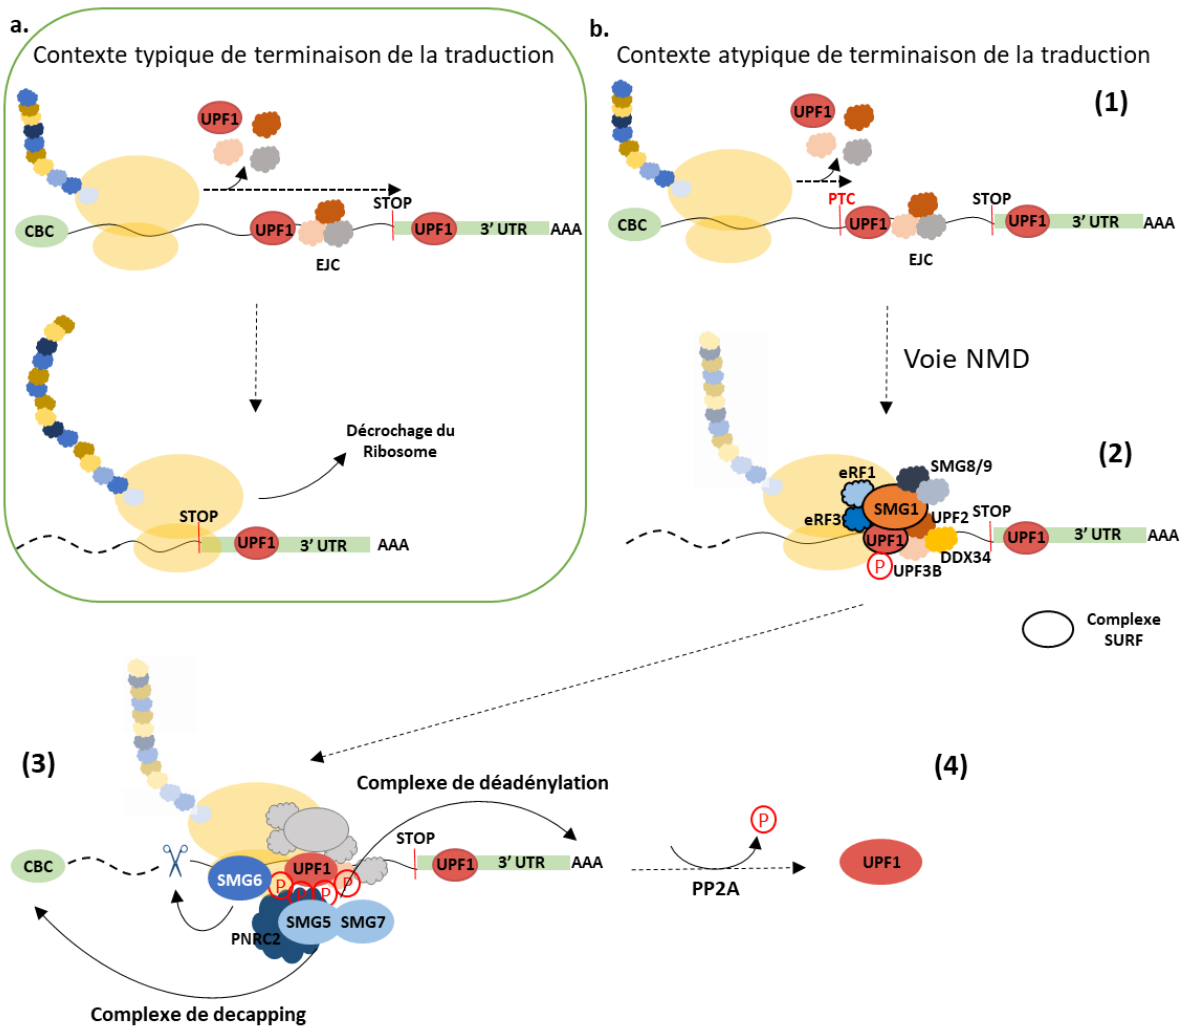 a.
Contexte typique de terminaison de la traduction
UPF1
STOP
CBC
UPF1
UPF1
3' UTR
AAA
EJC
Décrochage du
Ribosome
STOP
UPF1
3' UTR
AAA
b.
Contexte atypique de terminaison de la traduction
(1)
UPF1
PTC
STOP
CBC
UPF1
UPF1
3' UTR
AAA
EJC
Voie NMD
(2)
eRF1
SMG8/9
SMG1
eRF3
UPF2
STOP
UPF1
UPF1
3' UTR
AAA
DDX34
P
UPF3B
Complexe
SURF
(3)
Complexe de déadénylation
(4)
STOP
P
CBC
UPF1
UPF1
3' UTR
AAA
UPF1
SMG6
P
P
P
P
PP2A
SMG5
SMG7
PNRC2
Complexe de decapping